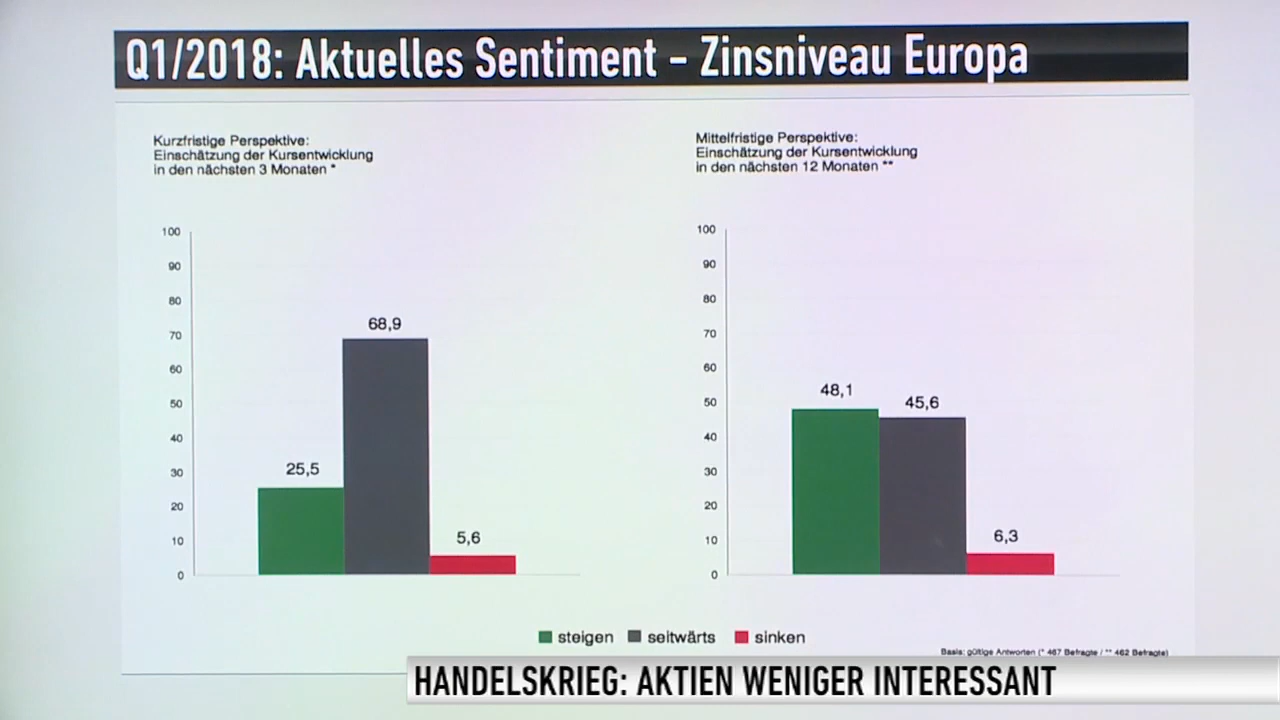 Q1/2018: Aktuelles Sentiment – Zinsniveau Europa
Kurzfristige Perspektive:
Einschätzung der Kursentwicklung
in den nächsten 3 Monaten *
100
90
80
70
60
50
40
30
20
10
0
25,5
68,9
5,6
Mittelfristige Perspektive:
Einschätzung der Kursentwicklung
in den nächsten 12 Monaten **
100
90
80
70
60
50
40
30
20
10
0
48,1
45,6
6,3
steigen seitwärts sinken
Basis: gültige Antworten (* 467 Befragte / ** 462 Befragte)
HANDELSKRIEG: AKTIEN WENIGER INTERESSANT